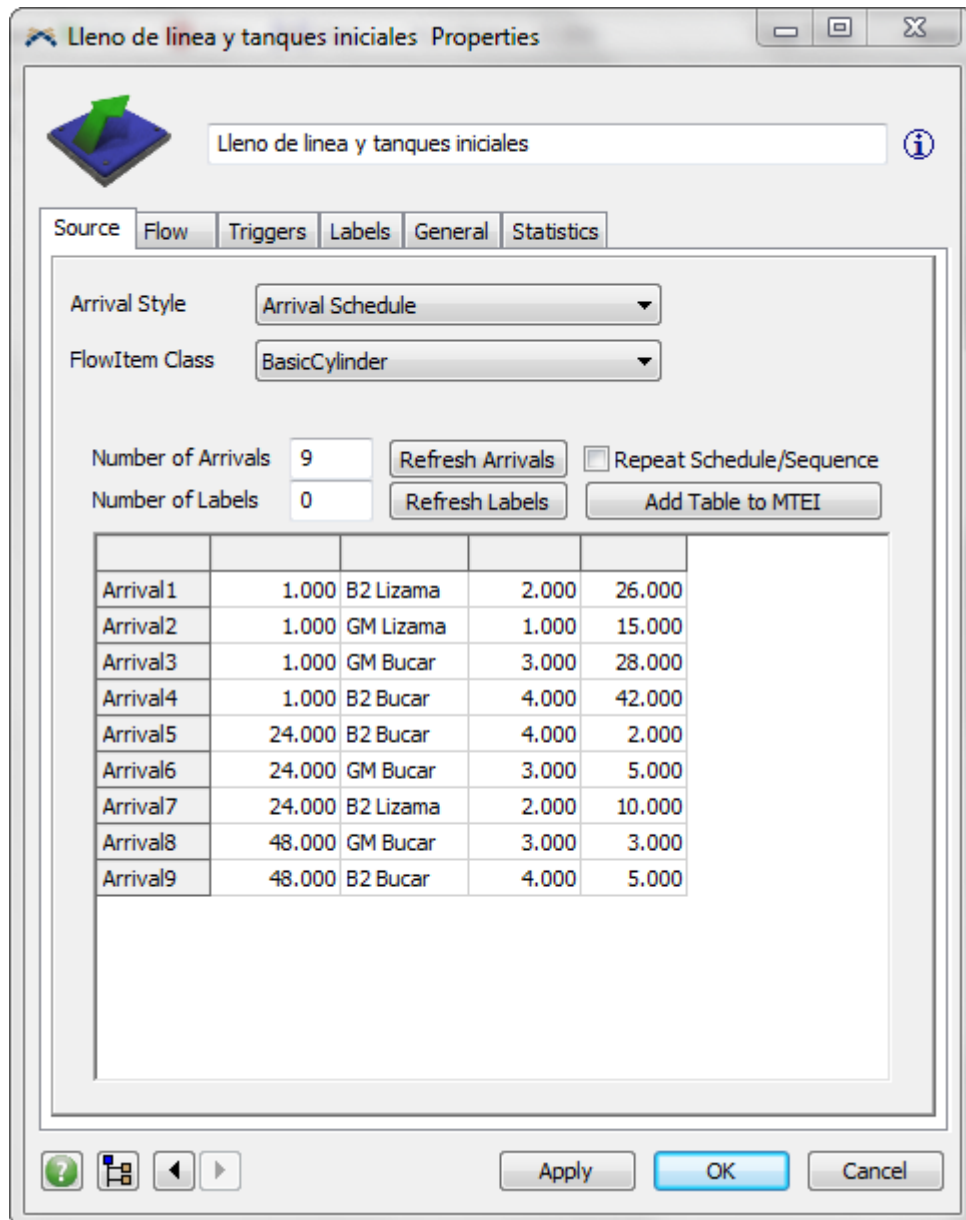 Lleno de linea y tanques iniciales Properties
Lleno de linea y tanques iniciales
Source Flow Triggers Labels General Statistics
Arrival Style Arrival Schedule
FlowItem Class BasicCylinder
Number of Arrivals 9 Refresh Arrivals Repeat Schedule/Sequence
Number of Labels 0 Refresh Labels Add Table to MTEI
Arrival1 1.000 B2 Lizama 2.000 26.000
Arrival2 1.000 GM Lizama 1.000 15.000
Arrival3 1.000 GM Bucar 3.000 28.000
Arrival4 1.000 B2 Bucar 4.000 42.000
Arrival5 24.000 B2 Bucar 4.000 2.000
Arrival6 24.000 GM Bucar 3.000 5.000
Arrival7 24.000 B2 Lizama 2.000 10.000
Arrival8 48.000 GM Bucar 3.000 3.000
Arrival9 48.000 B2 Bucar 4.000 5.000
Apply OK Cancel